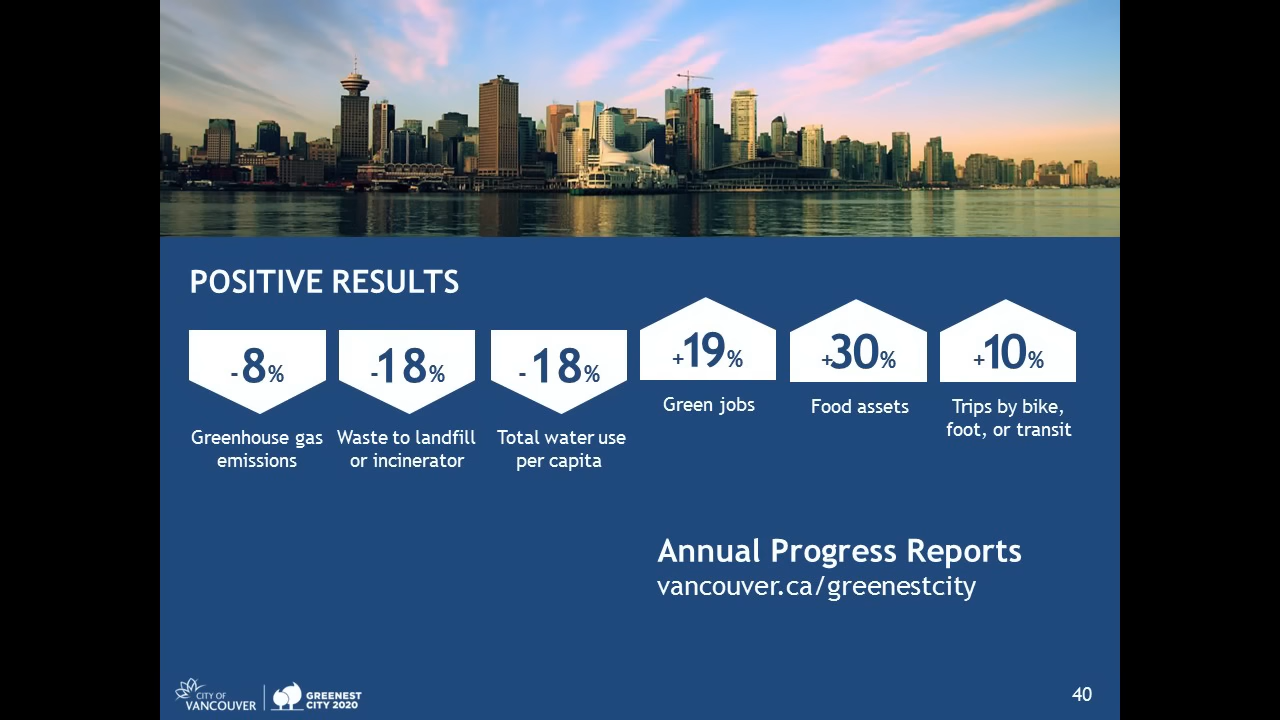 POSITIVE RESULTS
-8%
Greenhouse gas
emissions
-18%
Waste to landfill
or incinerator
- 18%
Total water use
per capita
+19%
Green jobs
+30%
Food assets
+10%
Trips by bike,
foot, or transit
Annual Progress Reports
vancouver.ca/greenestcity
CITY OF
VANCOUVER
GREENEST
CITY 2020
40